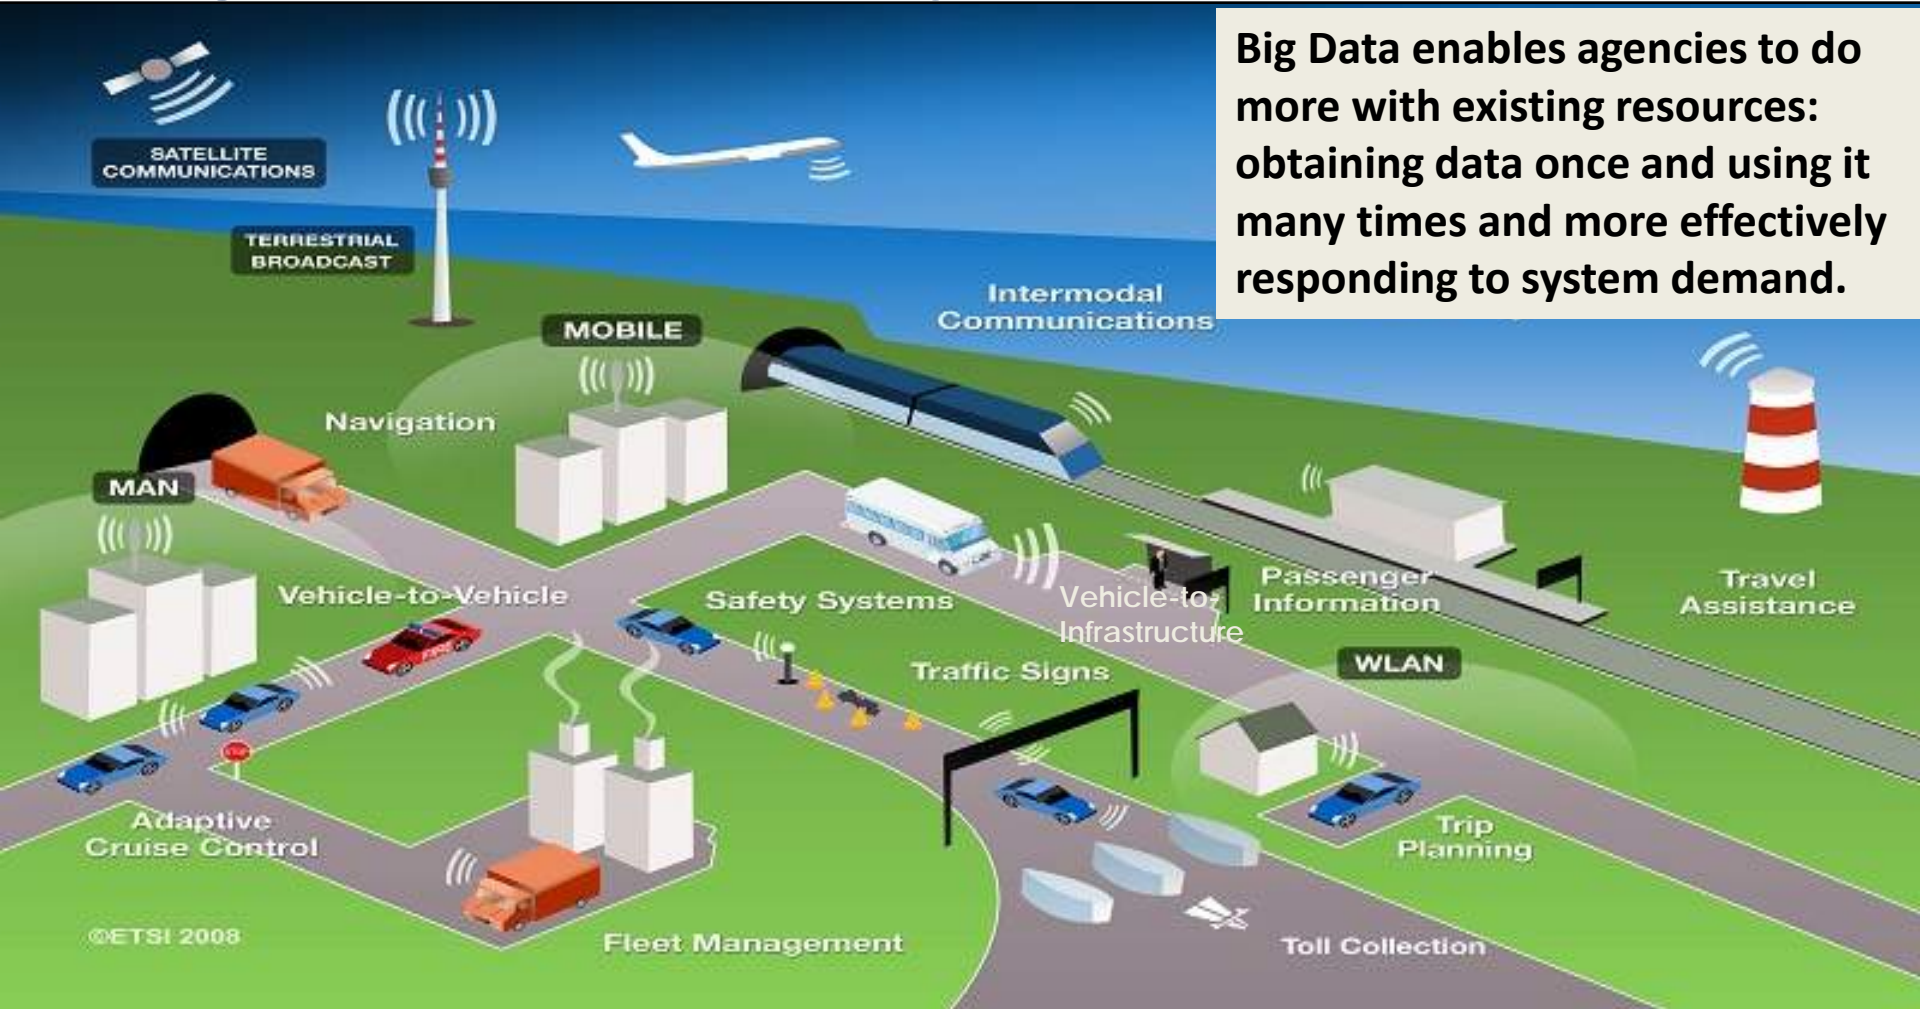 Big Data enables agencies to do
more with existing resources:
obtaining data once and using it
many times and more effectively
responding to system demand.
SATELLITE
COMMUNICATIONS
TERRESTRIAL
BROADCAST
Intermodal
Communications
MOBILE
Navigation
MAN
Vehicle-to-Vehicle
Safety Systems
Vehicle-to-
Infrastructure
Passenger
Information
Travel
Assistance
FIRE
Traffic Signs
WLAN
STOP
Adaptive
Cruise Control
Trip
Planning
©ETSI 2008
Fleet Management
Toll Collection